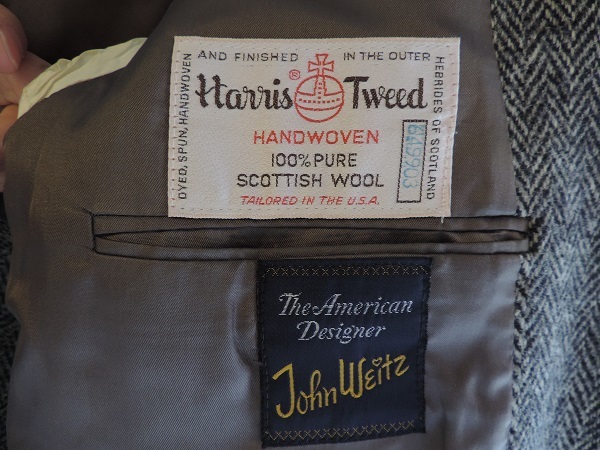 DYED, SPUN, HANDWOVEN
AND FINISHED IN THE OUTER
HEBRIDES OF SCOTLAND
Harris® Tweed
HANDWOVEN
100% PURE
SCOTTISH WOOL
TAILORED IN THE U.S.A.
6499903
The American
Designer
John Weitz